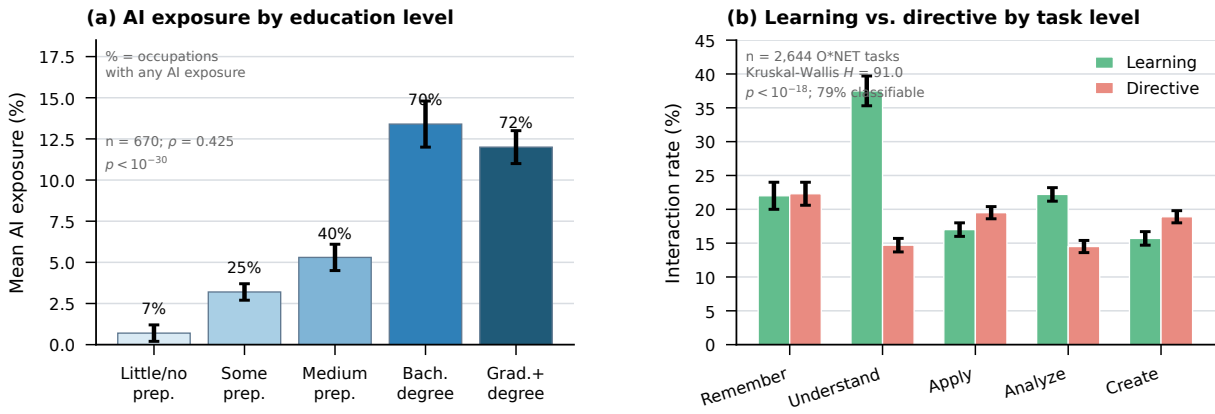 (a) AI exposure by education level
Mean AI exposure (%)
17.5
15.0
12.5
10.0
7.5
5.0
2.5
0.0
% = occupations
with any AI exposure
n = 670; ρ = 0.425
p < 10⁻³⁰
7%
25%
40%
70%
72%
Little/no prep.
Some prep.
Medium prep.
Bach. degree
Grad.+ degree
(b) Learning vs. directive by task level
Interaction rate (%)
45
40
35
30
25
20
15
10
5
0
n = 2,644 O*NET tasks
Kruskal-Wallis H = 91.0
p < 10⁻¹⁸; 79% classifiable
Learning
Directive
Remember
Understand
Apply
Analyze
Create